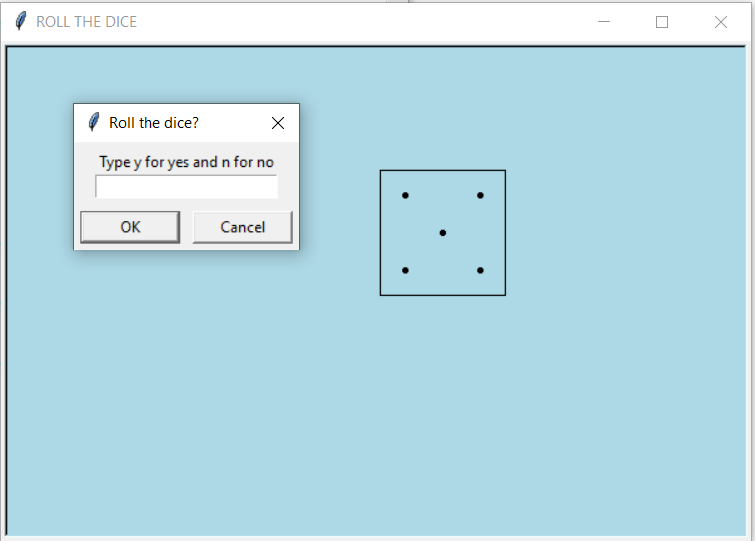 ROLL THE DICE
Roll the dice?
Type y for yes and n for no
OK
Cancel